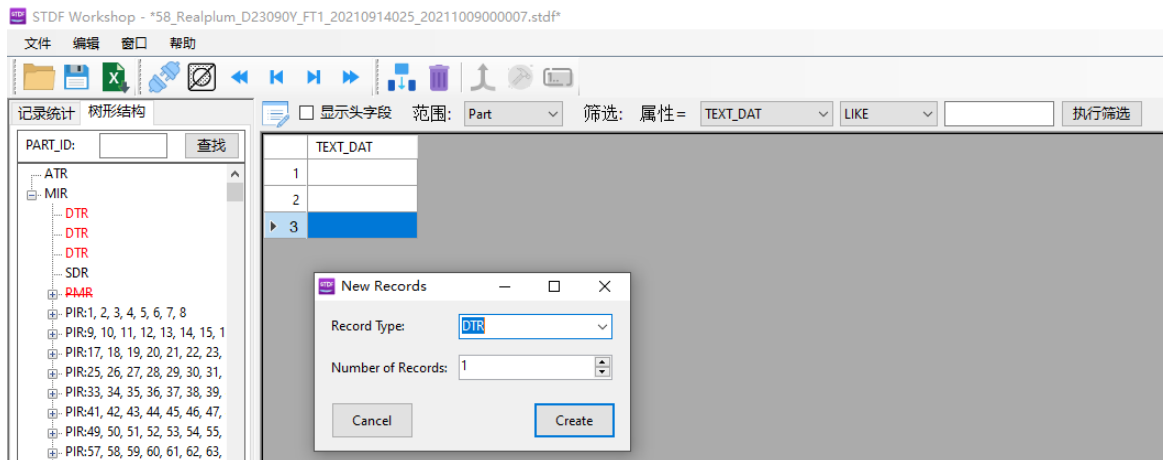 STDF Workshop - *58_Realplum_D23090Y_FT1_20210914025_20211009000007.stdf*
文件 编辑 窗口 帮助
记录统计 树形结构 显示头字段 范围: Part 筛选: 属性= TEXT_DAT LIKE 执行筛选
PART_ID: 查找
TEXT_DAT
1
2
3
ATR
MIR
DTR
DTR
DTR
SDR
PMR
PIR:1, 2, 3, 4, 5, 6, 7, 8
PIR:9, 10, 11, 12, 13, 14, 15, 1
PIR:17, 18, 19, 20, 21, 22, 23,
PIR:25, 26, 27, 28, 29, 30, 31,
PIR:33, 34, 35, 36, 37, 38, 39,
PIR:41, 42, 43, 44, 45, 46, 47,
PIR:49, 50, 51, 52, 53, 54, 55,
PIR:57, 58, 59, 60, 61, 62, 63,
New Records
Record Type: DTR
Number of Records: 1
Cancel Create